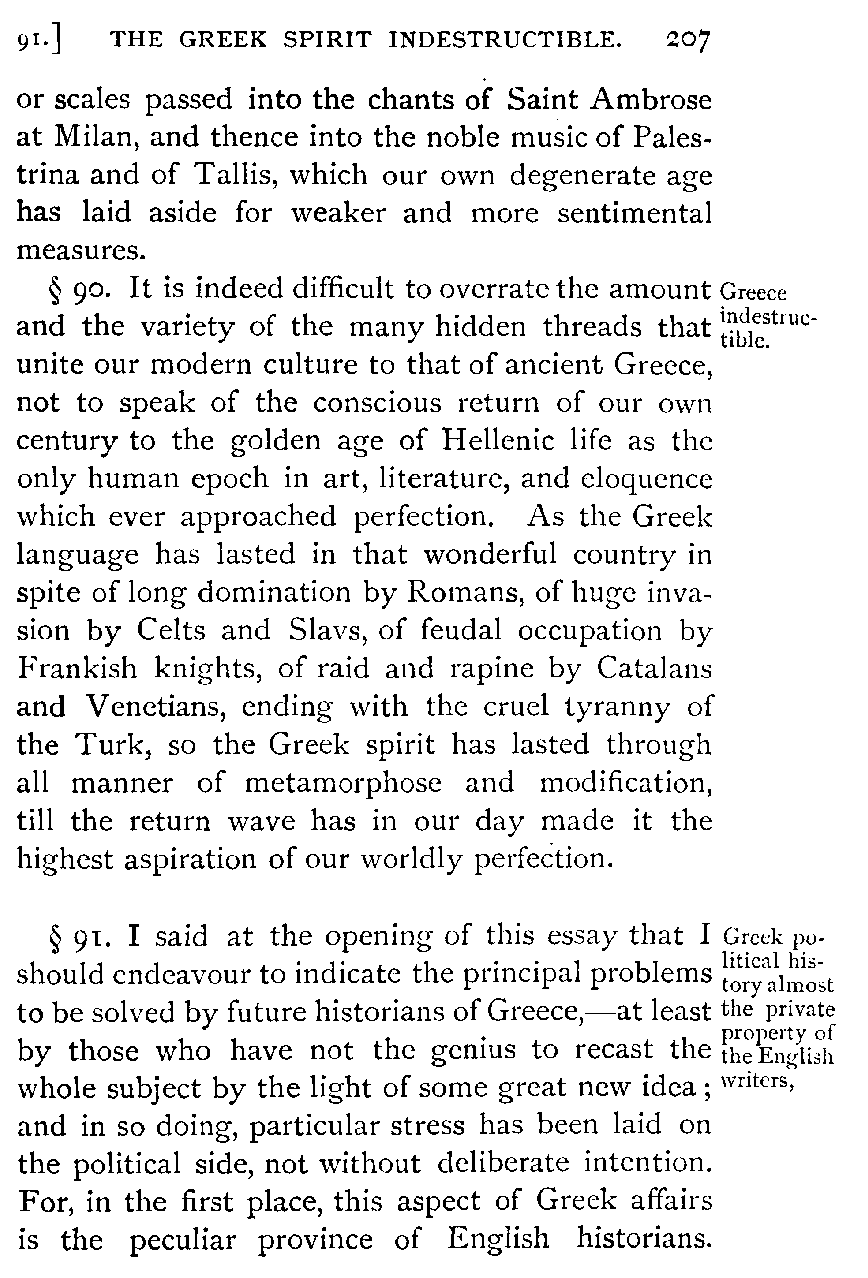 91.] THE GREEK SPIRIT INDESTRUCTIBLE. 207
or scales passed into the chants of Saint Ambrose
at Milan, and thence into the noble music of Pales-
trina and of Tallis, which our own degenerate age
has laid aside for weaker and more sentimental
measures.
§ 90. It is indeed difficult to overrate the amount
and the variety of the many hidden threads that
unite our modern culture to that of ancient Greece,
not to speak of the conscious return of our own
century to the golden age of Hellenic life as the
only human epoch in art, literature, and eloquence
which ever approached perfection. As the Greek
language has lasted in that wonderful country in
spite of long domination by Romans, of huge inva-
sion by Celts and Slavs, of feudal occupation by
Frankish knights, of raid and rapine by Catalans
and Venetians, ending with the cruel tyranny of
the Turk, so the Greek spirit has lasted through
all manner of metamorphose and modification,
till the return wave has in our day made it the
highest aspiration of our worldly perfection.
Greece
indestruc-
tible.
§ 91. I said at the opening of this essay that I
should endeavour to indicate the principal problems
to be solved by future historians of Greece,—at least
by those who have not the genius to recast the
whole subject by the light of some great new idea;
and in so doing, particular stress has been laid on
the political side, not without deliberate intention.
For, in the first place, this aspect of Greek affairs
is the peculiar province of English historians.
Greek po-
litical his-
tory almost
the private
property of
the English
writers,